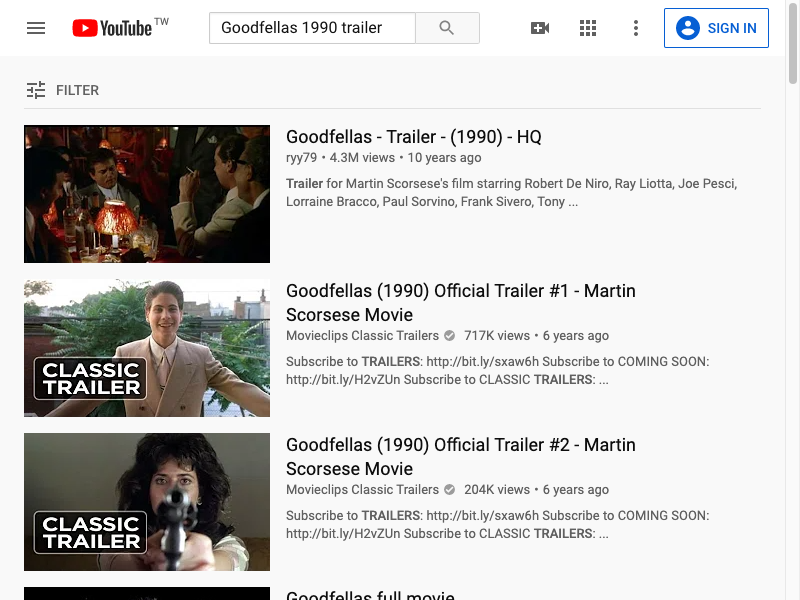 YouTube TW
Goodfellas 1990 trailer
SIGN IN
FILTER
Goodfellas - Trailer - (1990) - HQ
ryy79 • 4.3M views • 10 years ago
Trailer for Martin Scorsese's film starring Robert De Niro, Ray Liotta, Joe Pesci,
Lorraine Bracco, Paul Sorvino, Frank Sivero, Tony ...
CLASSIC
TRAILER
Goodfellas (1990) Official Trailer #1 - Martin
Scorsese Movie
Movieclips Classic Trailers 717K views • 6 years ago
Subscribe to TRAILERS: http://bit.ly/sxaw6h Subscribe to COMING SOON:
http://bit.ly/H2vZUn Subscribe to CLASSIC TRAILERS: ...
CLASSIC
TRAILER
Goodfellas (1990) Official Trailer #2 - Martin
Scorsese Movie
Movieclips Classic Trailers 204K views • 6 years ago
Subscribe to TRAILERS: http://bit.ly/sxaw6h Subscribe to COMING SOON:
http://bit.ly/H2vZUn Subscribe to CLASSIC TRAILERS: ...
Goodfellas full movie